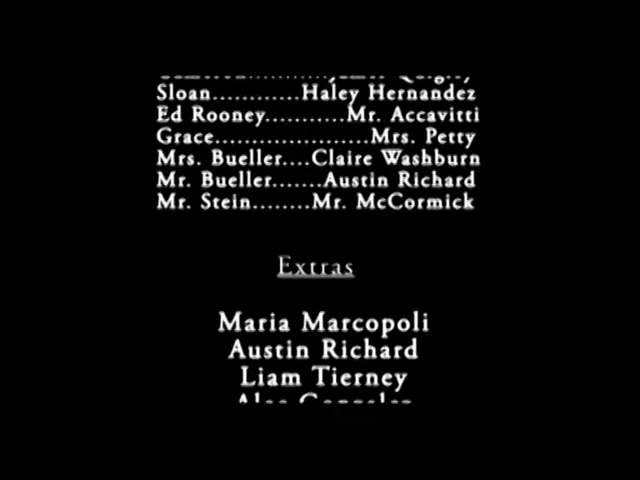 Sloan............Haley Hernandez
Ed Rooney...........Mr. Accavitti
Grace.....................Mrs. Petty
Mrs. Bueller....Claire Washburn
Mr. Bueller.......Austin Richard
Mr. Stein........Mr. McCormick
Extras
Maria Marcopoli
Austin Richard
Liam Tierney